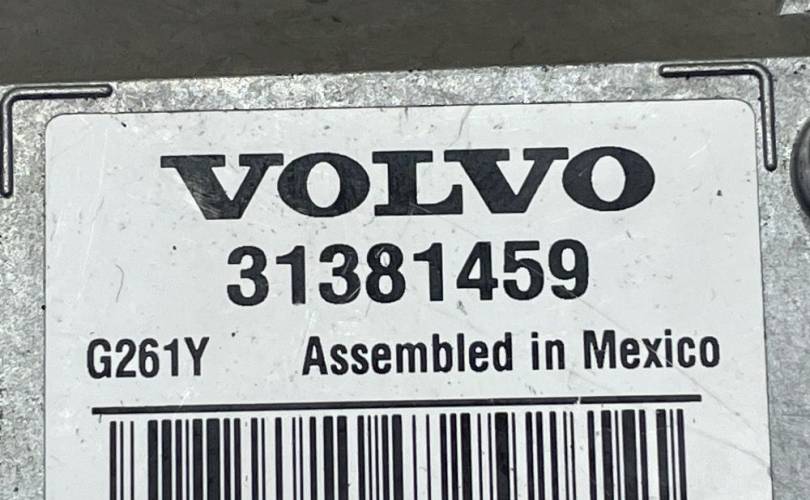 VOLVO
31381459
G261Y Assembled in Mexico